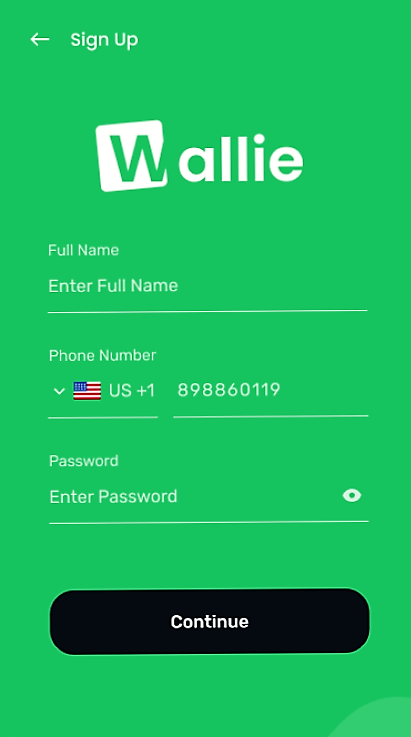 Sign Up
Wallie
Full Name
Enter Full Name
Phone Number
US +1 898860119
Password
Enter Password
Continue